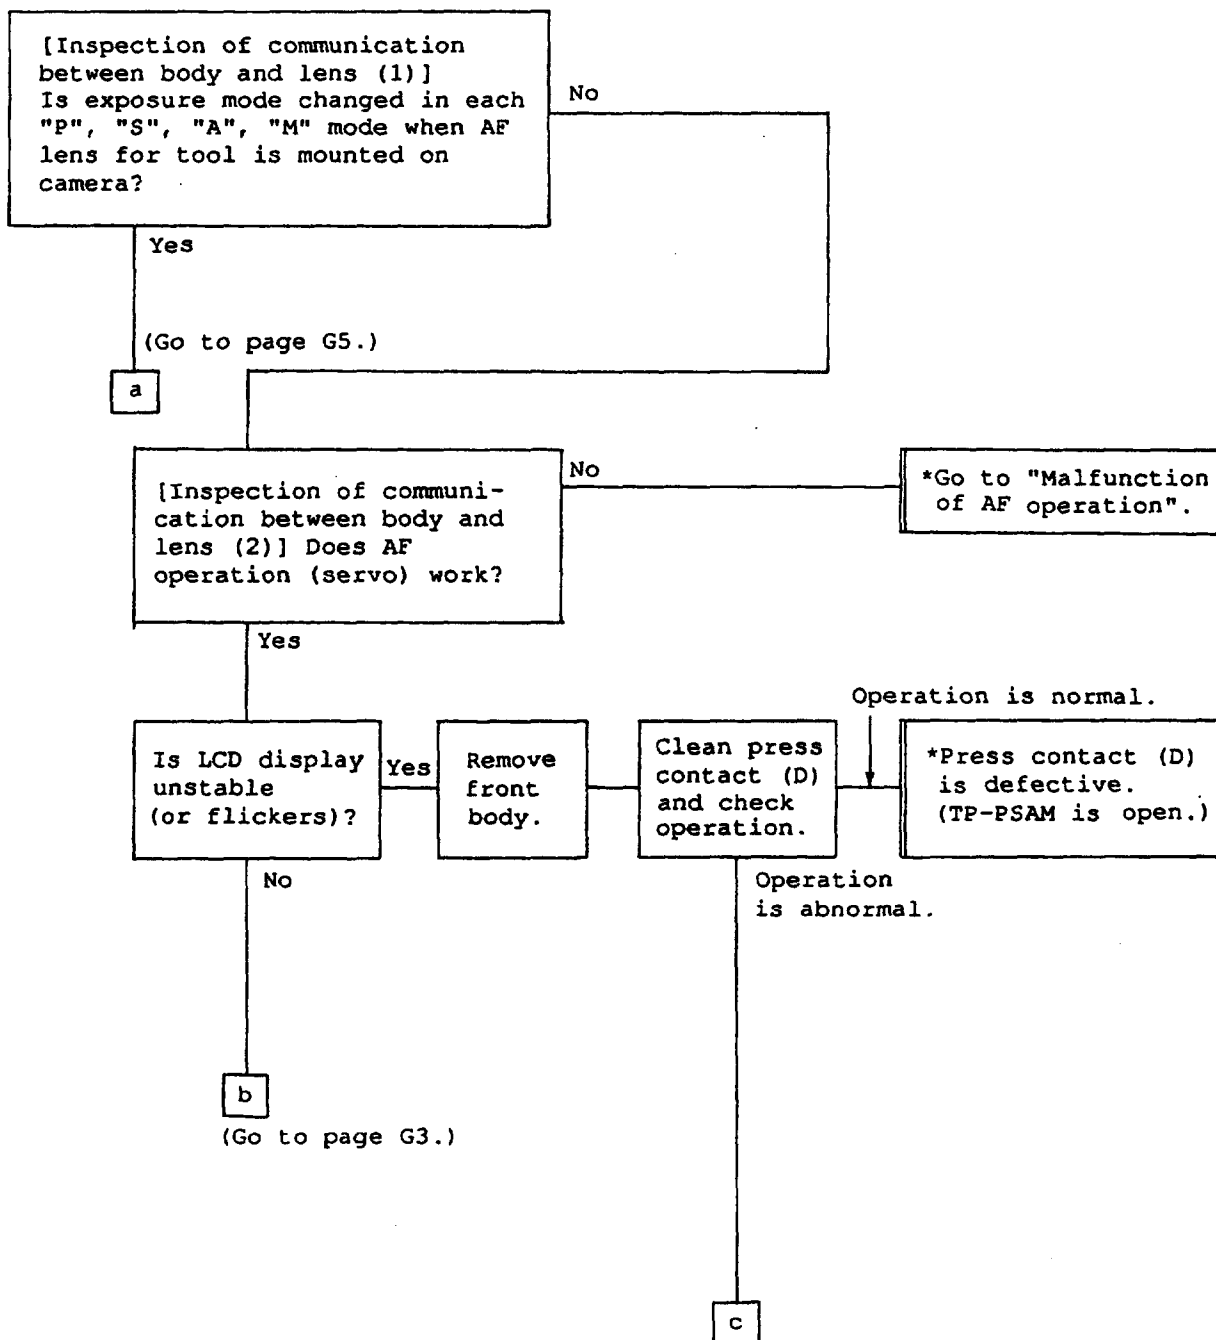 [Inspection of communication
between body and lens (1)]
Is exposure mode changed in each
"P", "S", "A", "M" mode when AF
lens for tool is mounted on
camera?
No
Yes
(Go to page G5.)
a
[Inspection of communi-
cation between body and
lens (2)] Does AF
operation (servo) work?
No
*Go to "Malfunction
of AF operation".
Yes
Is LCD display
unstable
(or flickers)?
Yes
Remove
front
body.
Clean press
contact (D)
and check
operation.
Operation is normal.
*Press contact (D)
is defective.
(TP-PSAM is open.)
No
Operation
is abnormal.
b
(Go to page G3.)
c